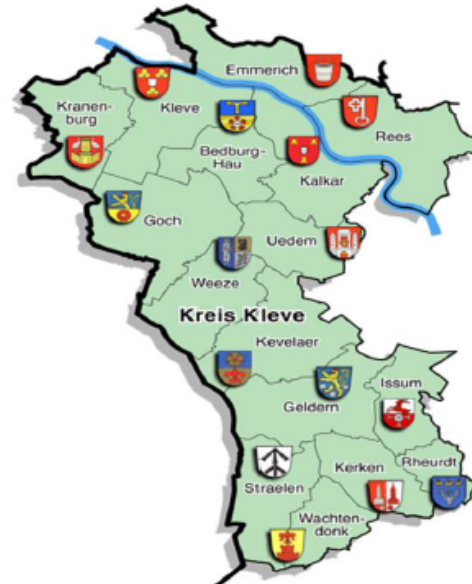 Emmerich
Kranen-
burg
Kleve
Rees
Bedburg-
Hau
Kalkar
Goch
Uedem
Weeze
Kreis Kleve
Kevelaer
Issum
Geldern
Kerken
Rheurdt
Straelen
Wachten-
donk